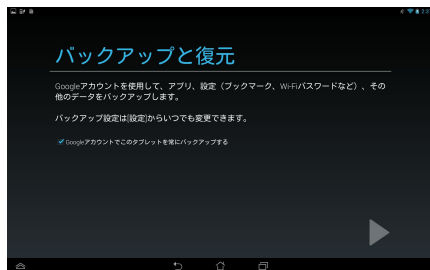 バックアップと復元
Googleアカウントを使用して、アプリ、設定（ブックマーク、Wi-Fiパスワードなど）、その
他のデータをバックアップします。
バックアップ設定は[設定]からいつでも変更できます。
Googleアカウントでこのタブレットを常にバックアップする